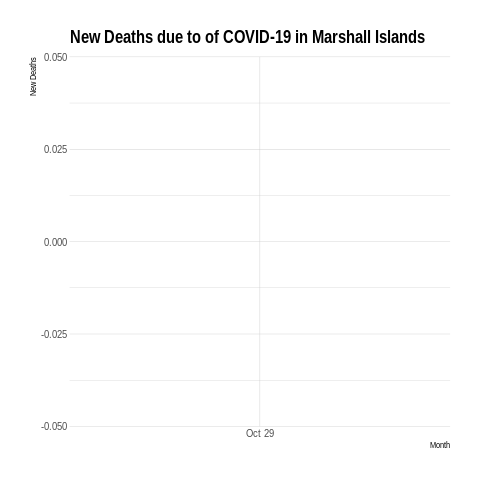 New Deaths due to of COVID-19 in Marshall Islands
New Deaths
0.050
0.025
0.000
-0.025
-0.050
Oct 29
Month